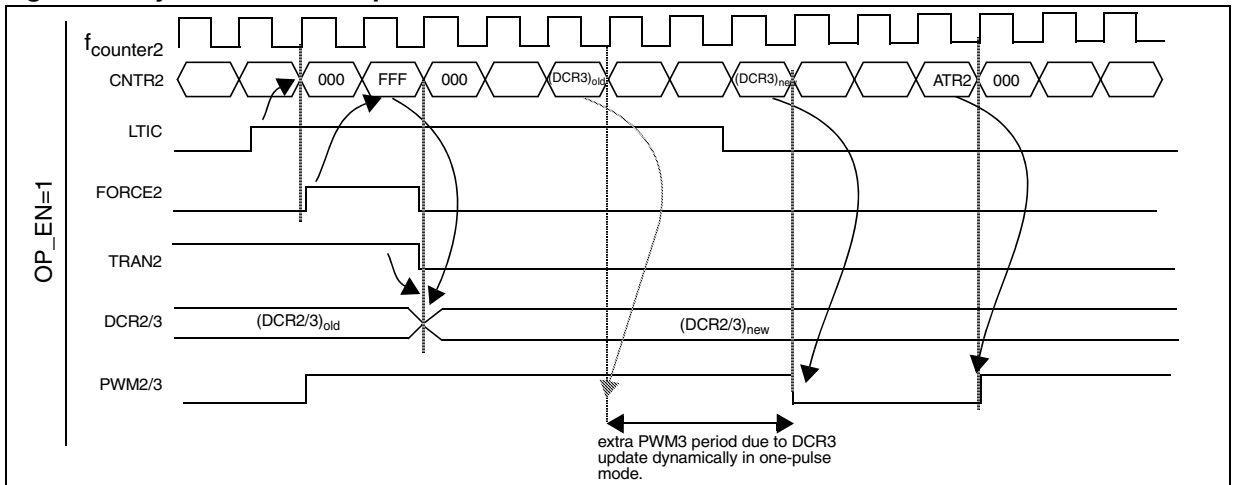 f counter2
CNTR2
000
FFF
000
(DCR3)old
(DCR3)new
ATR2
000
LTIC
FORCE2
OP_EN=1
TRAN2
DCR2/3
(DCR2/3)old
(DCR2/3)new
PWM2/3
extra PWM3 period due to DCR3
update dynamically in one-pulse
mode.